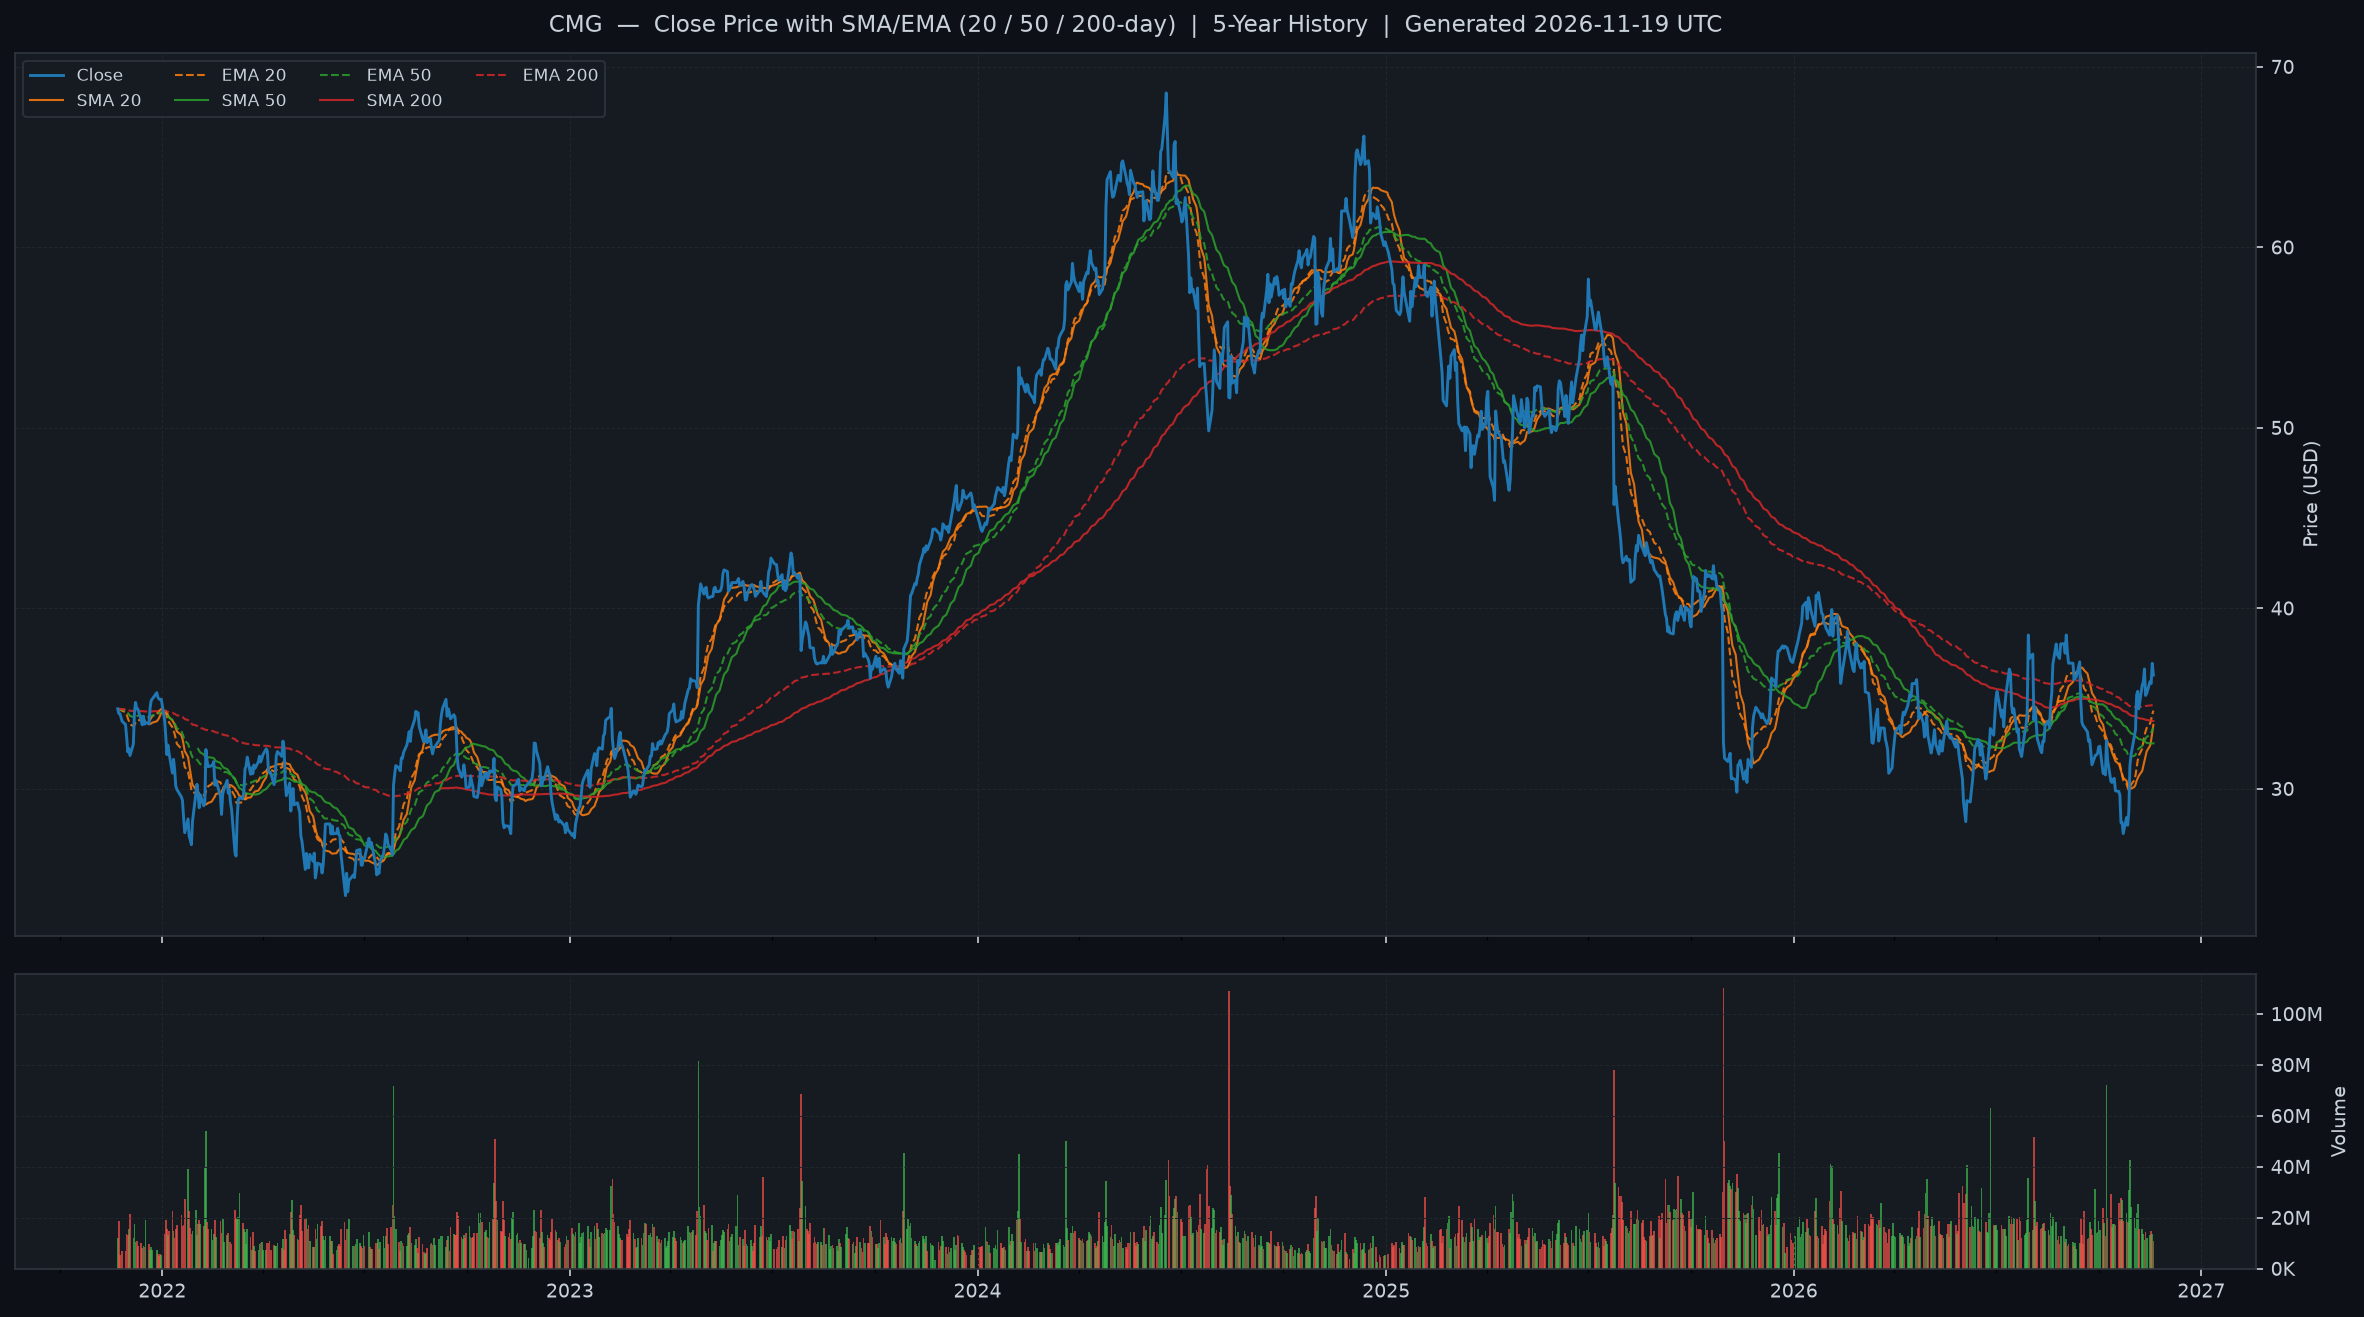 CMG — Close Price with SMA/EMA (20 / 50 / 200-day) | 5-Year History | Generated 2026-11-19 UTC
Close EMA 20 EMA 50 EMA 200
SMA 20 SMA 50 SMA 200
70
60
50
40
30
Price (USD)
100M
80M
60M
40M
20M
0K
Volume
2022 2023 2024 2025 2026 2027